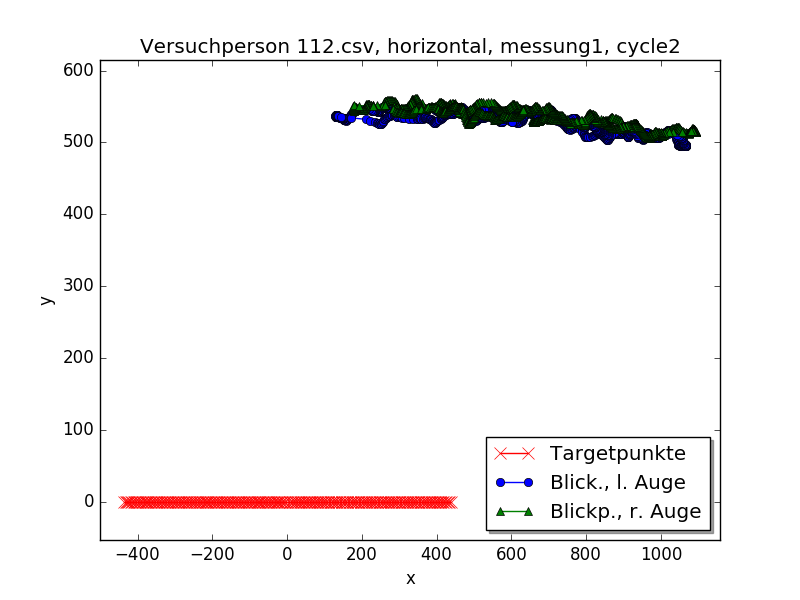 Versuchperson 112.csv, horizontal, messung1, cycle2
600
500
400
300
200
100
0
y
−400
−200
0
200
400
600
800
1000
x
Targetpunkte
Blick., l. Auge
Blickp., r. Auge